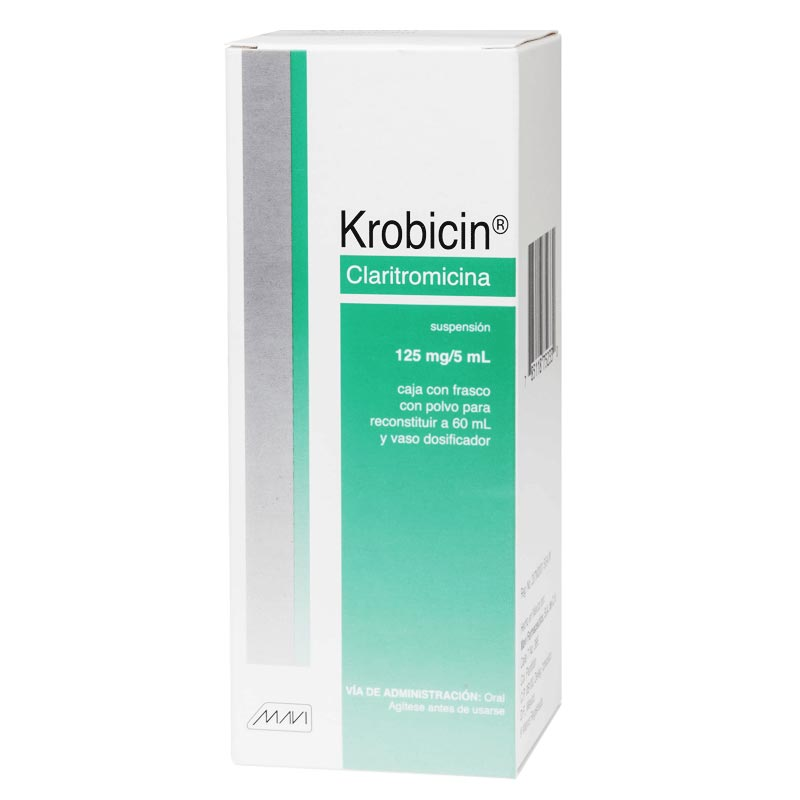 Krobicin®
Claritromicina
suspensión
125 mg/5 mL
caja con frasco
con polvo para
reconstituir a 60 mL
y vaso dosificador
VÍA DE ADMINISTRACIÓN: Oral
Agítese antes de usarse
MAVI